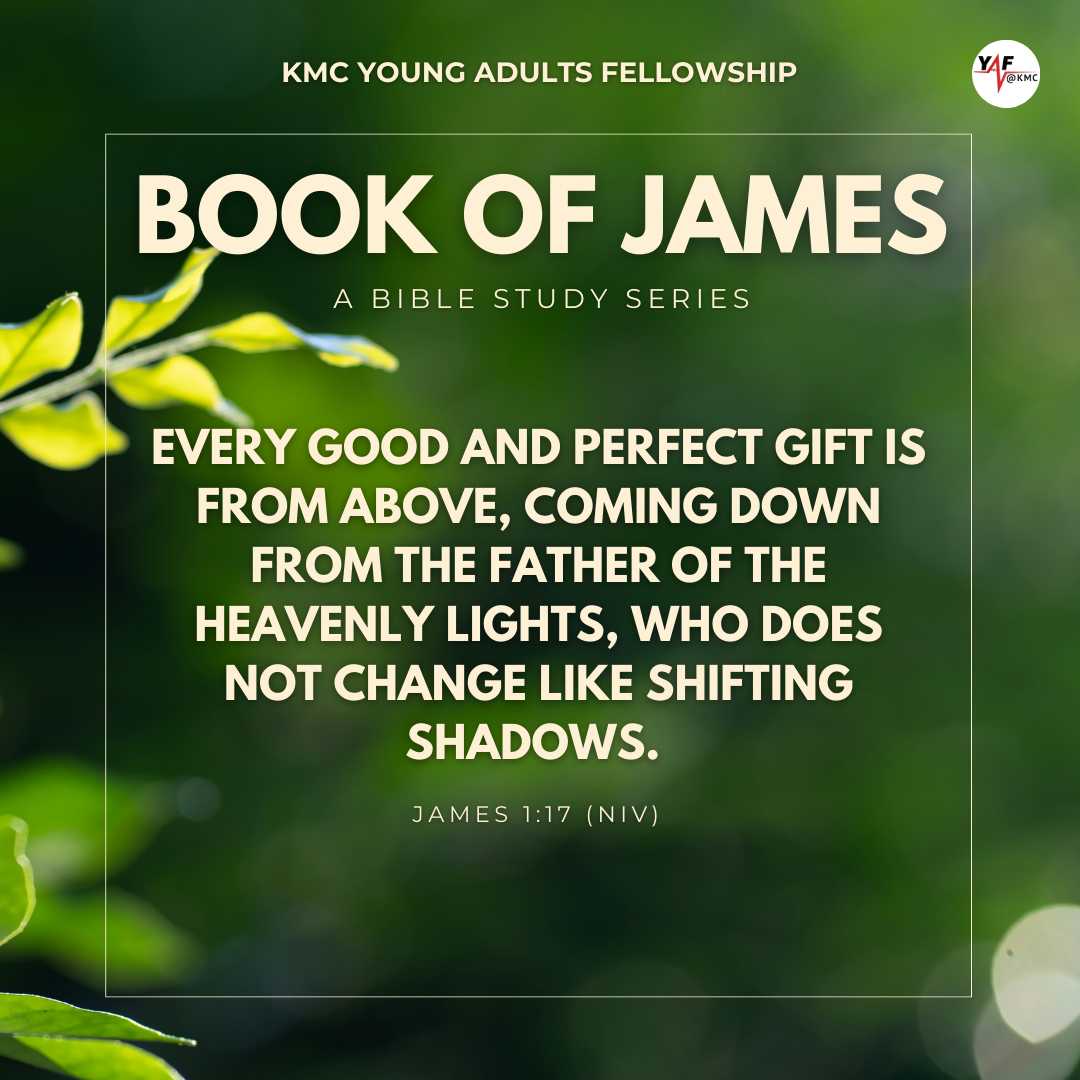 KMC YOUNG ADULTS FELLOWSHIP
YAF
@KMC
BOOK OF JAMES
A BIBLE STUDY SERIES
EVERY GOOD AND PERFECT GIFT IS
FROM ABOVE, COMING DOWN
FROM THE FATHER OF THE
HEAVENLY LIGHTS, WHO DOES
NOT CHANGE LIKE SHIFTING
SHADOWS.
JAMES 1:17 (NIV)